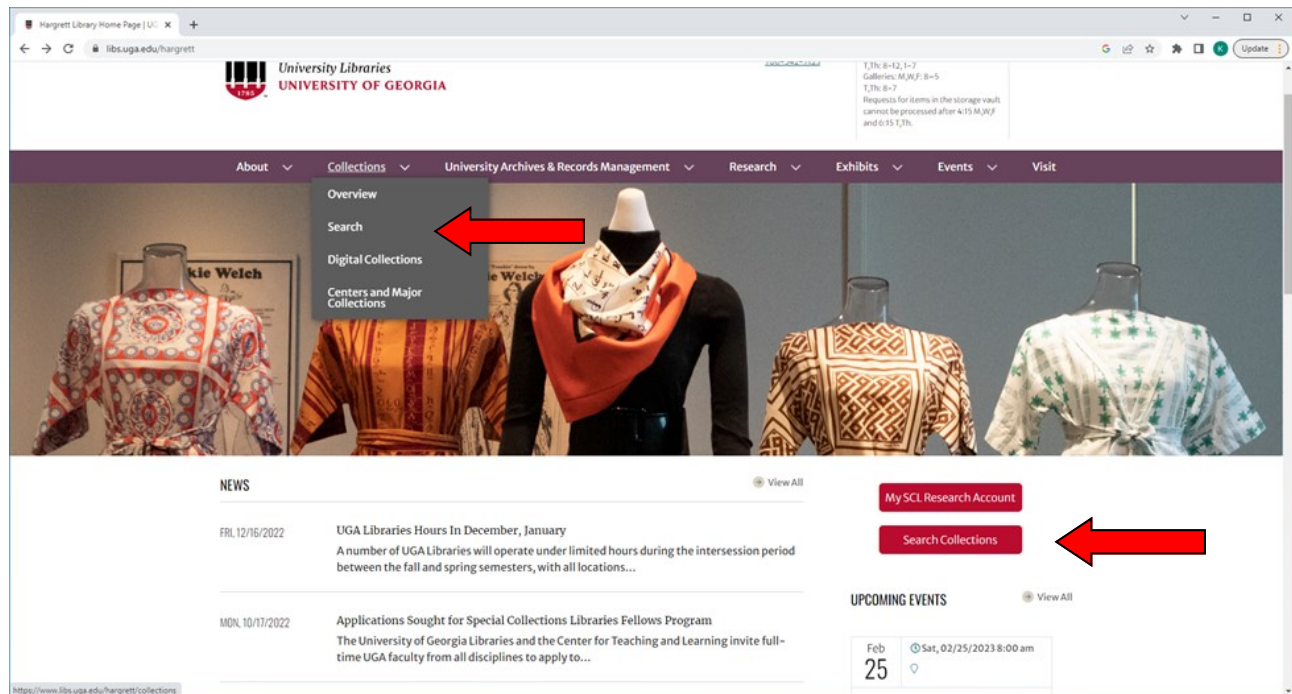 Hargrett Library Home Page | UG
libs.uga.edu/hargrett
G
K
Update
1785
University Libraries
UNIVERSITY OF GEORGIA
T,Th: 8-12, 1-7
Galleries: M,W,F: 8-5
T,Th: 8-7
Requests for items in the storage vault
cannot be processed after 4:15 M,W,F
and 6:15 T,Th.
About
Collections
University Archives & Records Management
Research
Exhibits
Events
Visit
Overview
Search
Digital Collections
Centers and Major
Collections
kie Welch
ie Welch
NEWS
View All
FRI, 12/16/2022
UGA Libraries Hours In December, January
A number of UGA Libraries will operate under limited hours during the intersession period
between the fall and spring semesters, with all locations...
MON, 10/17/2022
Applications Sought for Special Collections Libraries Fellows Program
The University of Georgia Libraries and the Center for Teaching and Learning invite full-
time UGA faculty from all disciplines to apply to...
My SCL Research Account
Search Collections
UPCOMING EVENTS
View All
Feb
25
Sat, 02/25/2023 8:00 am
https://www.libs.uga.edu/hargrett/collections